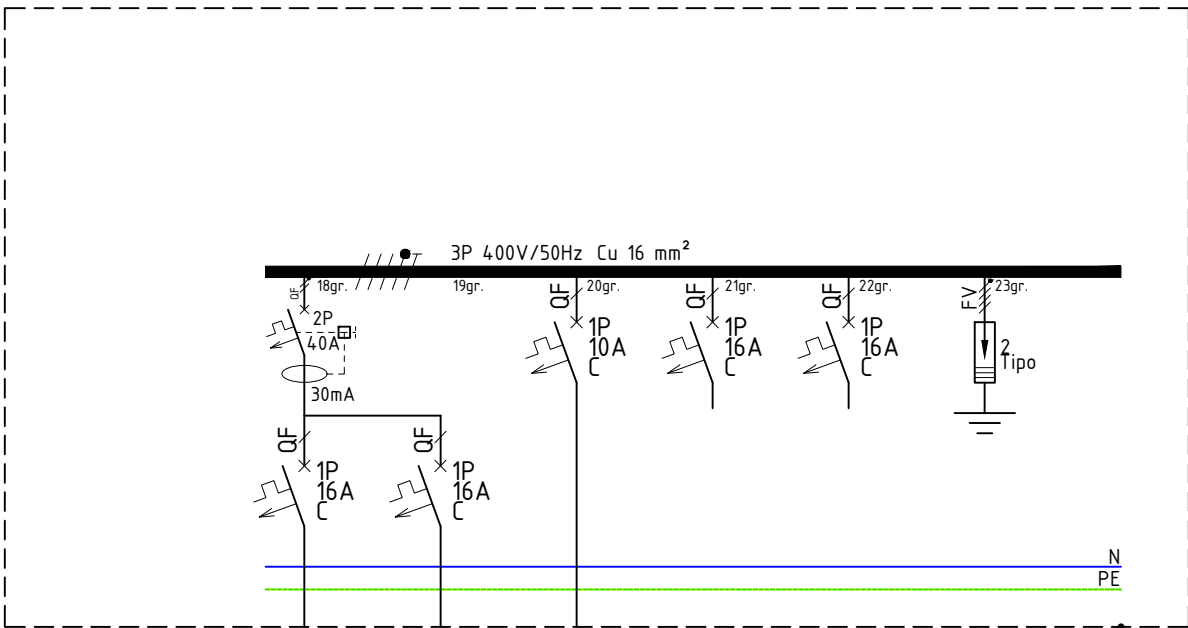 3P 400V/50Hz Cu 16 mm²
QF
18gr.
19gr.
QF
20gr.
QF
21gr.
QF
22gr.
FV
23gr.
2P
40A
30mA
1P
10A
C
1P
16A
C
1P
16A
C
2
Tipo
QF
1P
16A
C
QF
1P
16A
C
N
PE